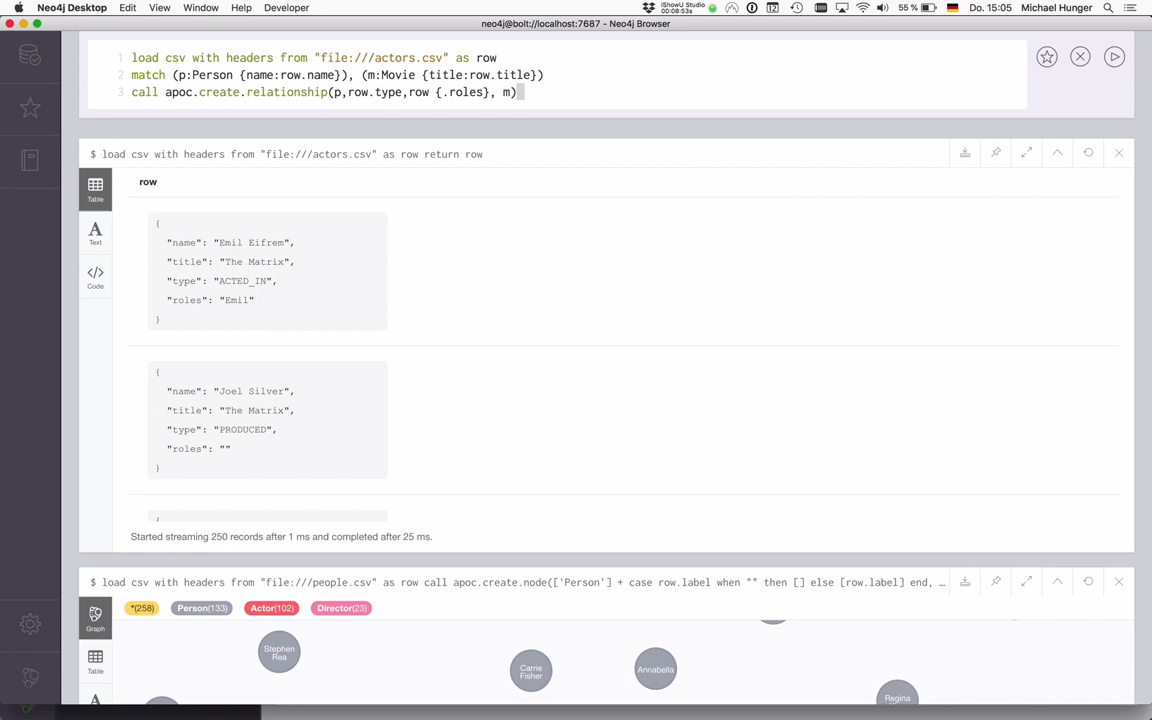 Neo4j Desktop Edit View Window Help Developer
iShowU Studio
00:08:53s
12
55 %
Do. 15:05 Michael Hunger
neo4j@bolt://localhost:7687 - Neo4j Browser
1 load csv with headers from "file:///actors.csv" as row
2 match (p:Person {name:row.name}), (m:Movie {title:row.title})
3 call apoc.create.relationship(p,row.type,row {.roles}, m)
$ load csv with headers from "file:///actors.csv" as row return row
Table
row
A
Text
</>
Code
{
"name": "Emil Eifrem",
"title": "The Matrix",
"type": "ACTED_IN",
"roles": "Emil"
}
{
"name": "Joel Silver",
"title": "The Matrix",
"type": "PRODUCED",
"roles": ""
}
{
Started streaming 250 records after 1 ms and completed after 25 ms.
$ load csv with headers from "file:///people.csv" as row call apoc.create.node(['Person'] + case row.label when "" then [] else [row.label] end, …
Graph
*(258) Person(133) Actor(102) Director(23)
Table
A
Stephen
Rea
Carrie
Fisher
Annabella
Regina